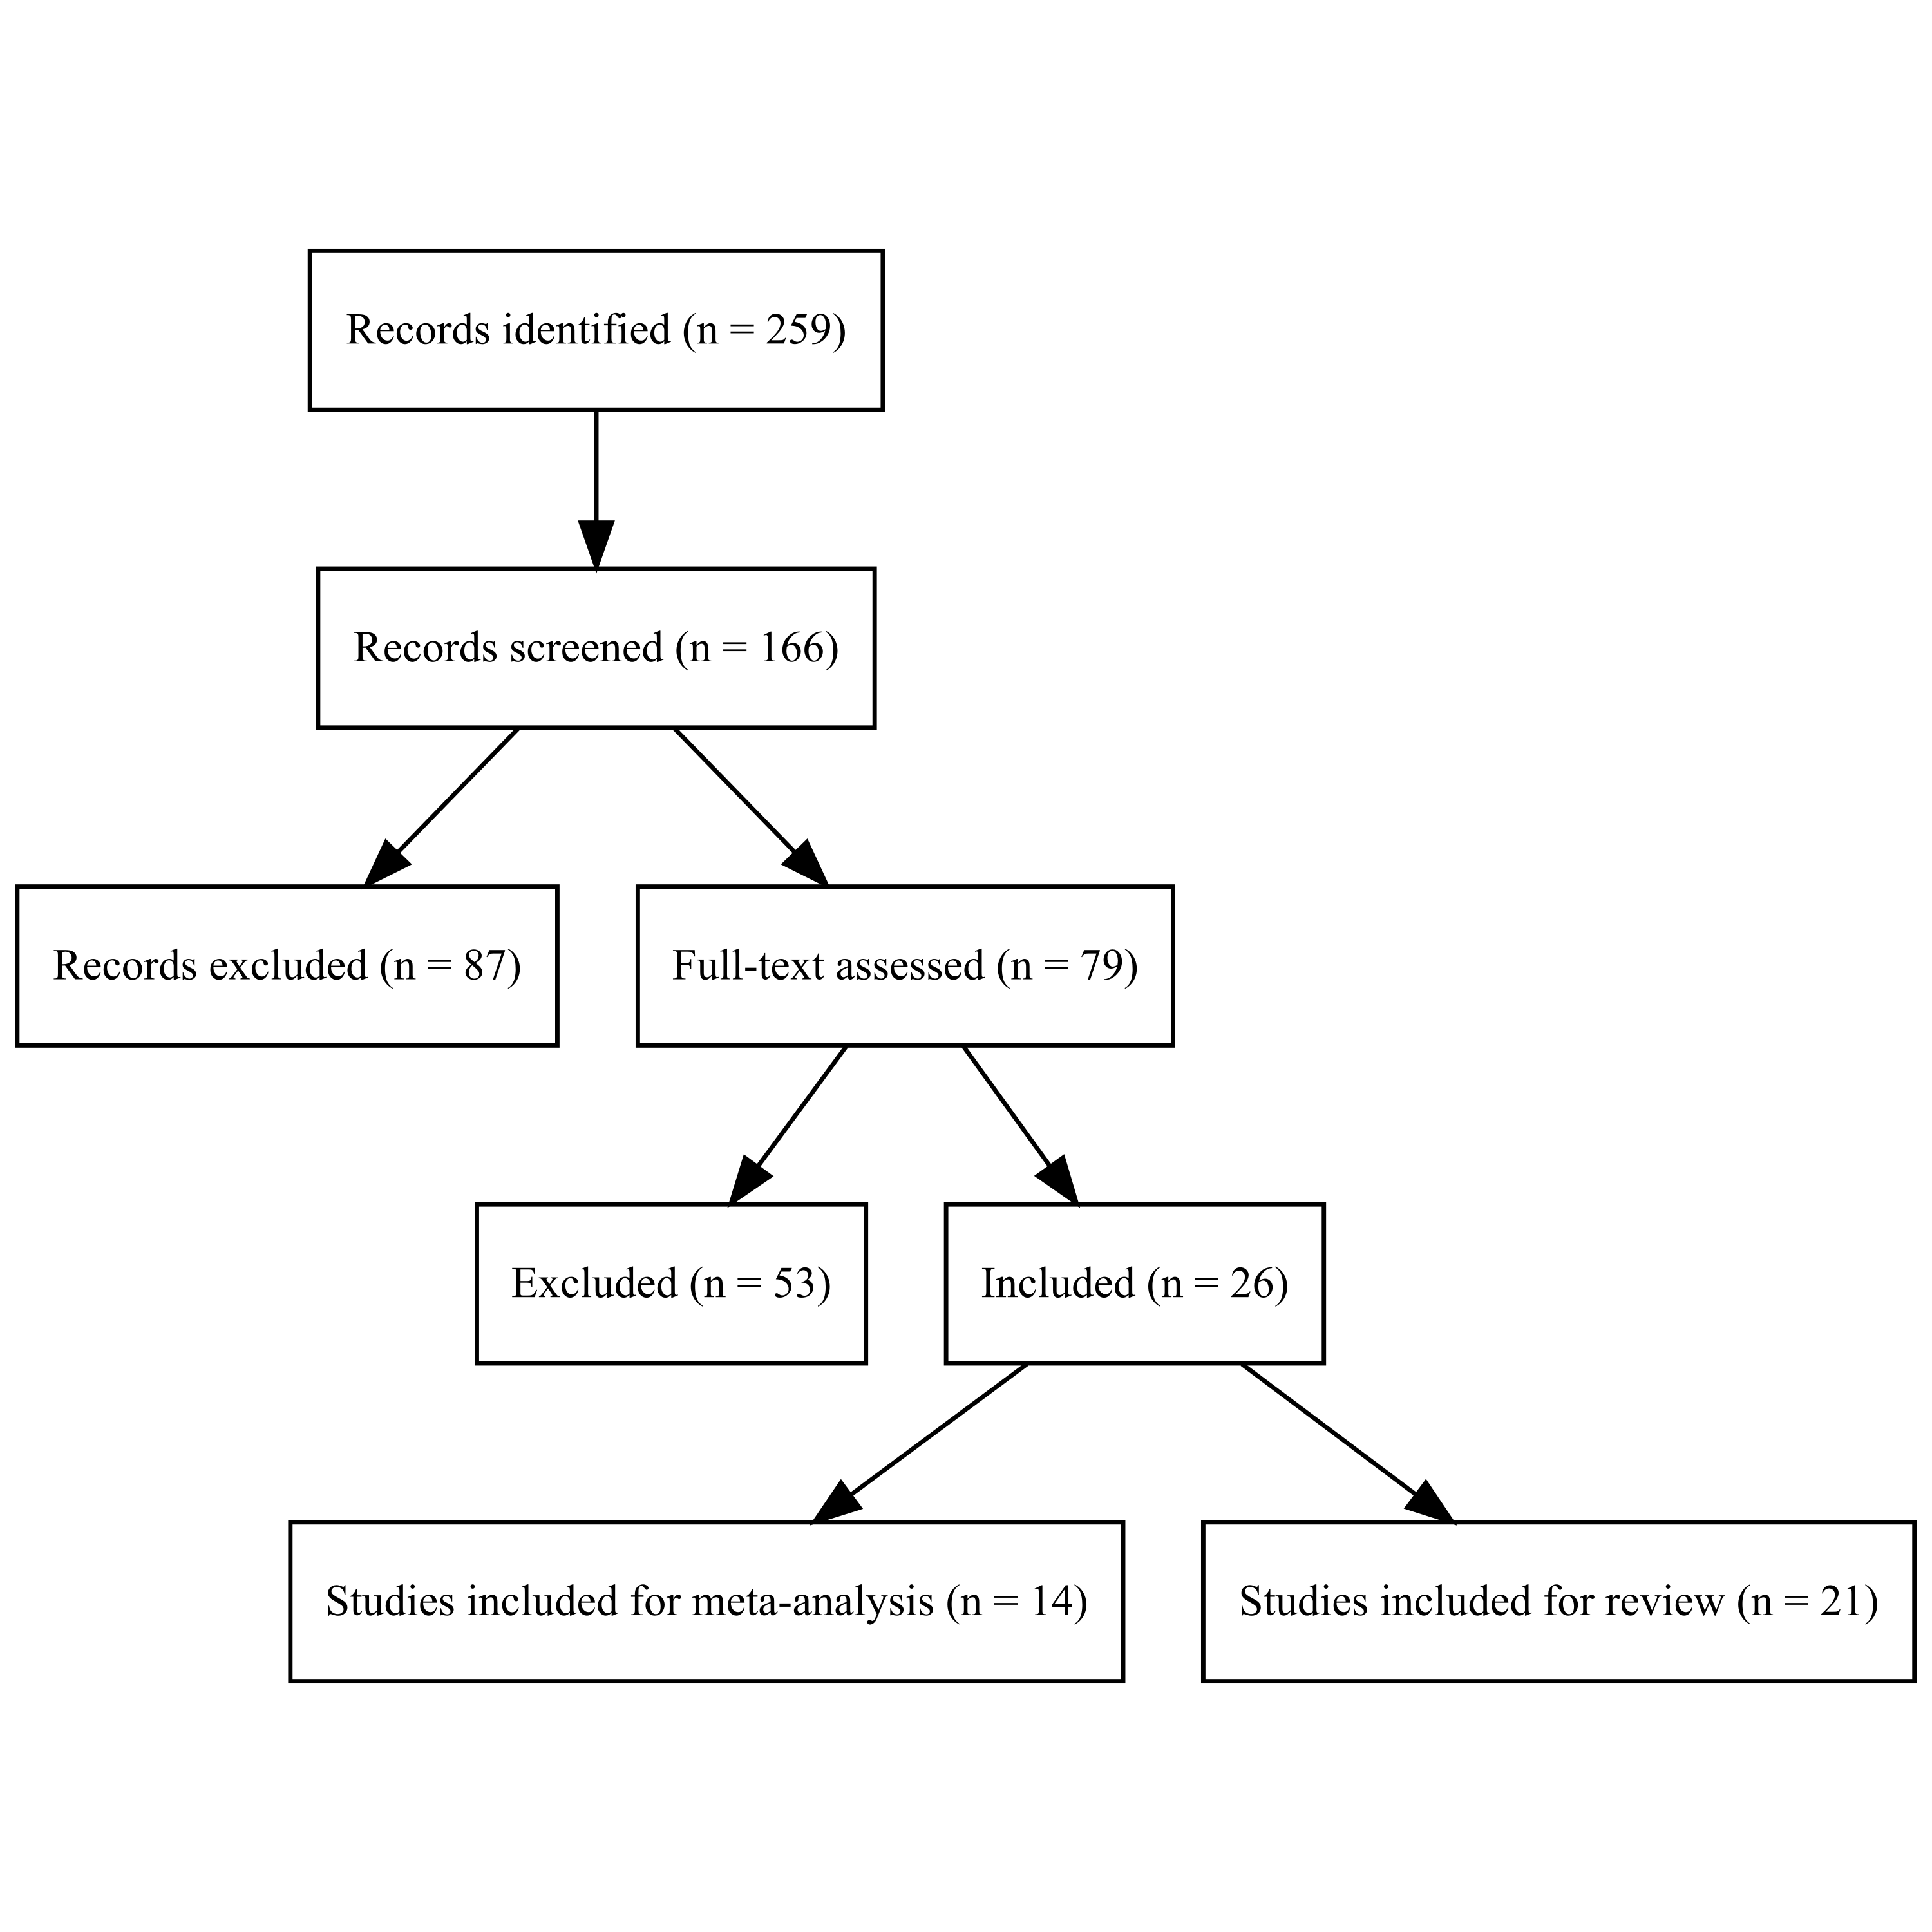 Records identified (n = 259)
Records screened (n = 166)
Records excluded (n = 87)
Full-text assessed (n = 79)
Excluded (n = 53)
Included (n = 26)
Studies included for meta-analysis (n = 14)
Studies included for review (n = 21)